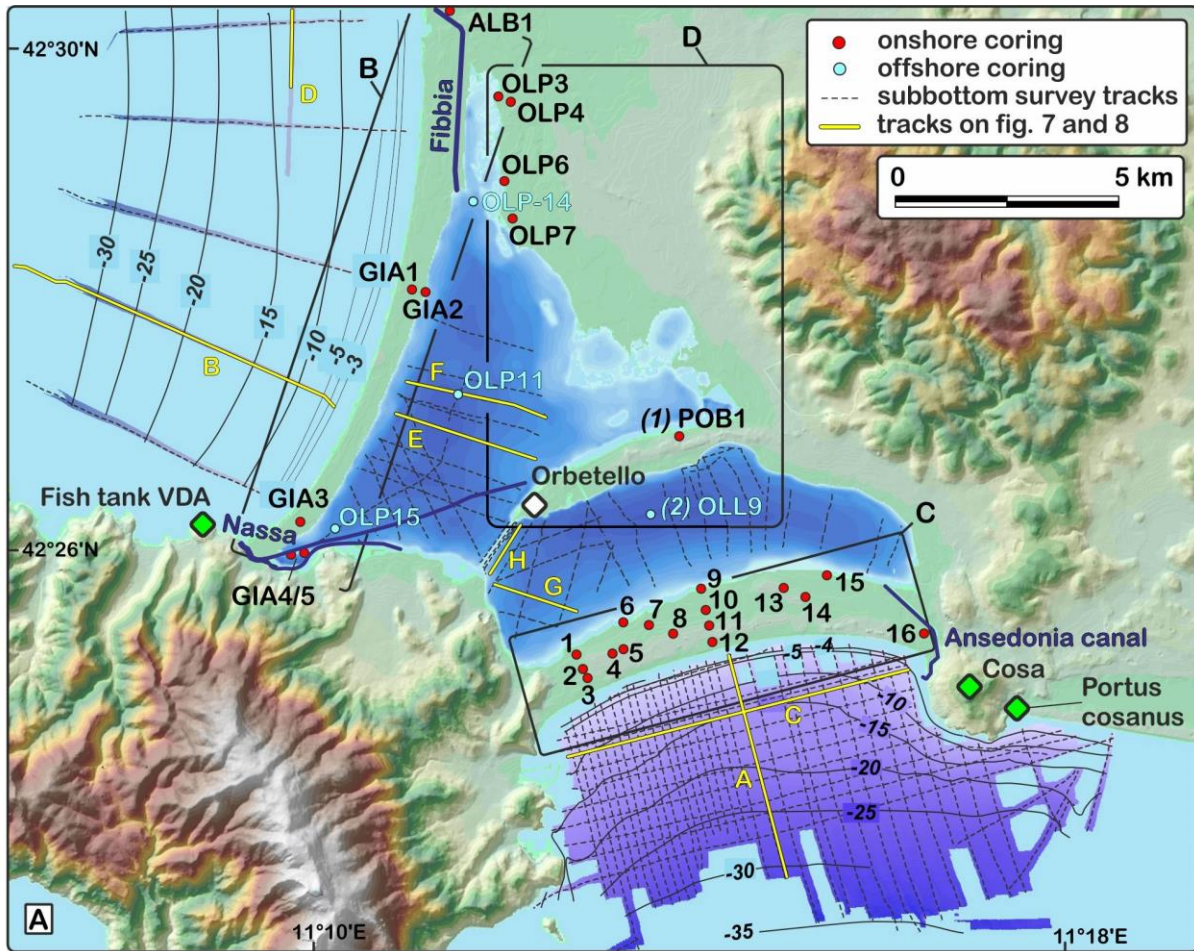 ALB1
42°30'N
D
B
D
OLP3
OLP4
Fibbia
OLP6
OLP-14
OLP7
onshore coring
offshore coring
subbottom survey tracks
tracks on fig. 7 and 8
0
5 km
-30
-25
-20
-15
-10
-5
-3
GIA1
GIA2
B
F
OLP11
E
(1) POB1
Orbetello
Fish tank VDA
GIA3
Nassa
OLP15
(2) OLL9
C
42°26'N
GIA4/5
H
G
9
15
13
10
14
6
7
11
8
12
16
1
5
4
2
3
Ansedonia canal
-5
-4
Cosa
Portus
cosanus
-10
C
-15
A
-20
-25
-30
-35
A
11°10'E
11°18'E